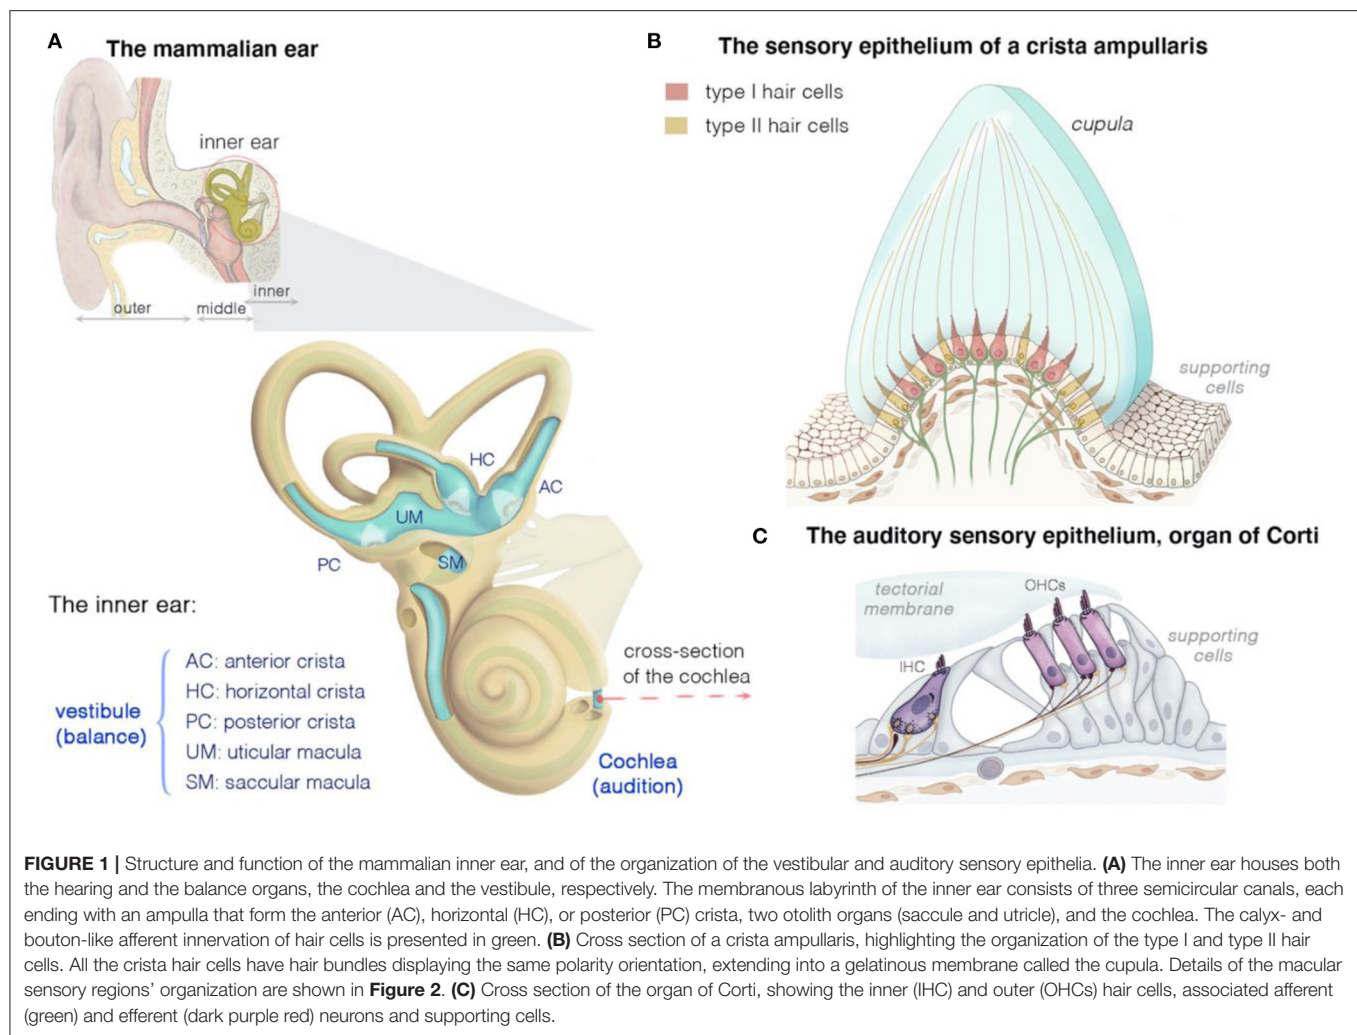 A
The mammalian ear
inner ear
outer
middle
inner
HC
AC
UM
PC
SM
The inner ear:
vestibule
(balance)
AC: anterior crista
HC: horizontal crista
PC: posterior crista
UM: uticular macula
SM: saccular macula
cross-section
of the cochlea
Cochlea
(audition)
B
The sensory epithelium of a crista ampullaris
type I hair cells
type II hair cells
cupula
supporting
cells
C
The auditory sensory epithelium, organ of Corti
tectorial
membrane
OHCs
IHC
supporting
cells
FIGURE 1 | Structure and function of the mammalian inner ear, and of the organization of the vestibular and auditory sensory epithelia. (A) The inner ear houses both
the hearing and the balance organs, the cochlea and the vestibule, respectively. The membranous labyrinth of the inner ear consists of three semicircular canals, each
ending with an ampulla that form the anterior (AC), horizontal (HC), or posterior (PC) crista, two otolith organs (saccule and utricle), and the cochlea. The calyx- and
bouton-like afferent innervation of hair cells is presented in green. (B) Cross section of a crista ampullaris, highlighting the organization of the type I and type II hair
cells. All the crista hair cells have hair bundles displaying the same polarity orientation, extending into a gelatinous membrane called the cupula. Details of the macular
sensory regions' organization are shown in Figure 2. (C) Cross section of the organ of Corti, showing the inner (IHC) and outer (OHCs) hair cells, associated afferent
(green) and efferent (dark purple red) neurons and supporting cells.